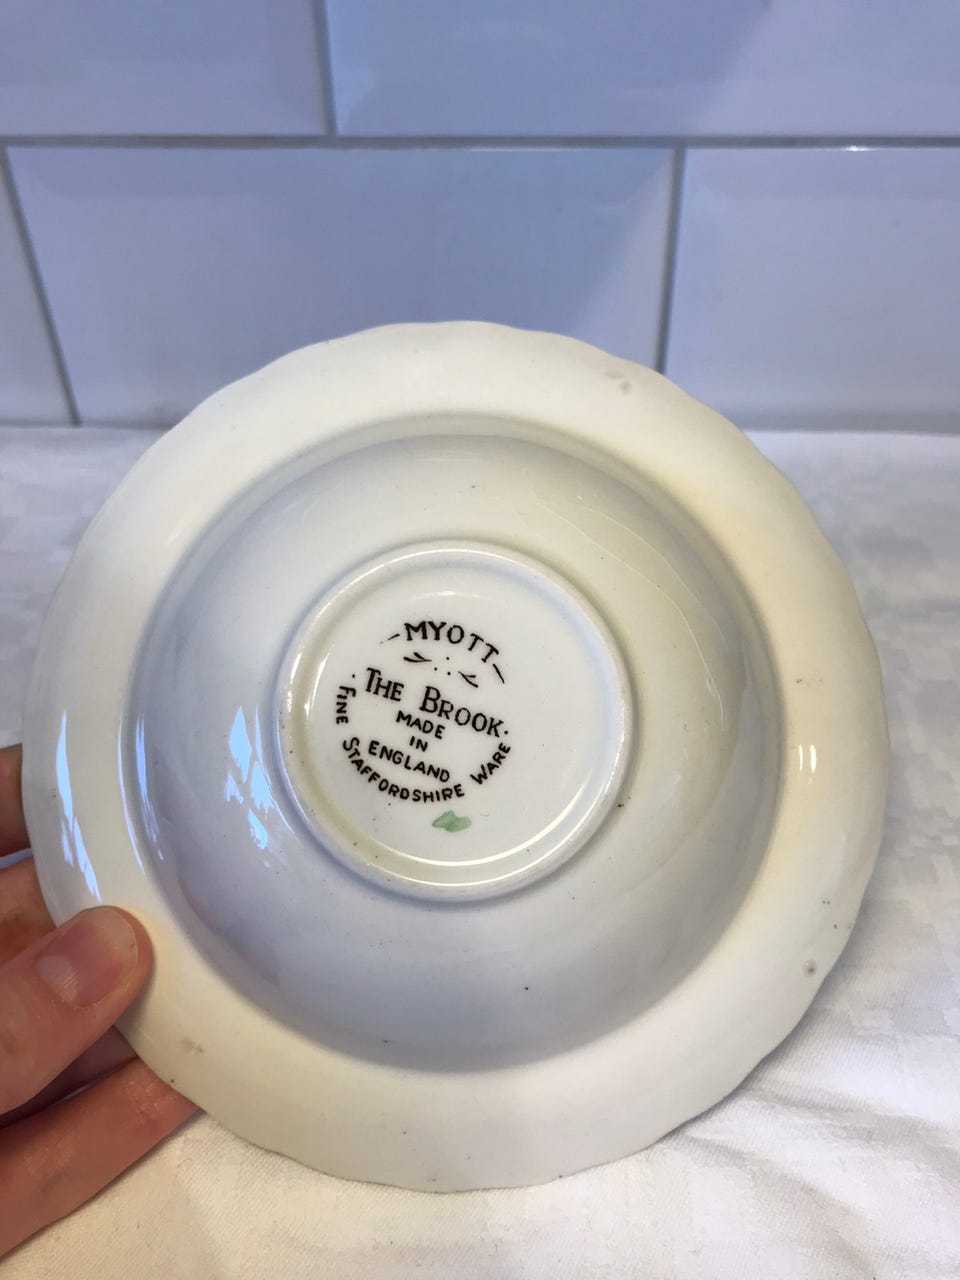 MYOTT
THE BROOK.
MADE
IN
ENGLAND
FINE STAFFORDSHIRE WARE